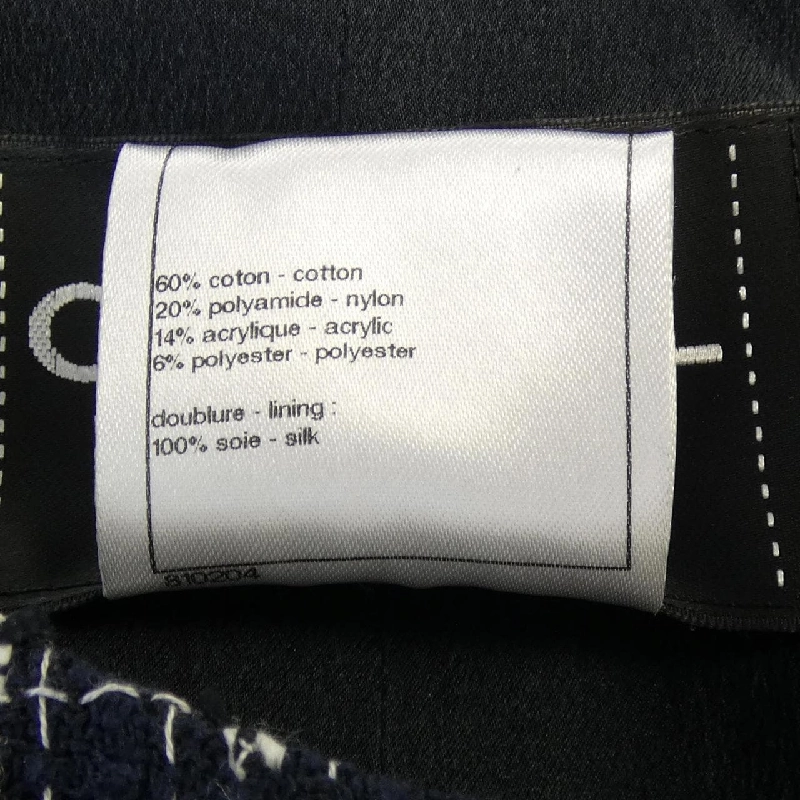 60% coton - cotton
20% polyamide - nylon
14% acrylique - acrylic
6% polyester - polyester
doublure - lining :
100% soie - silk
810204